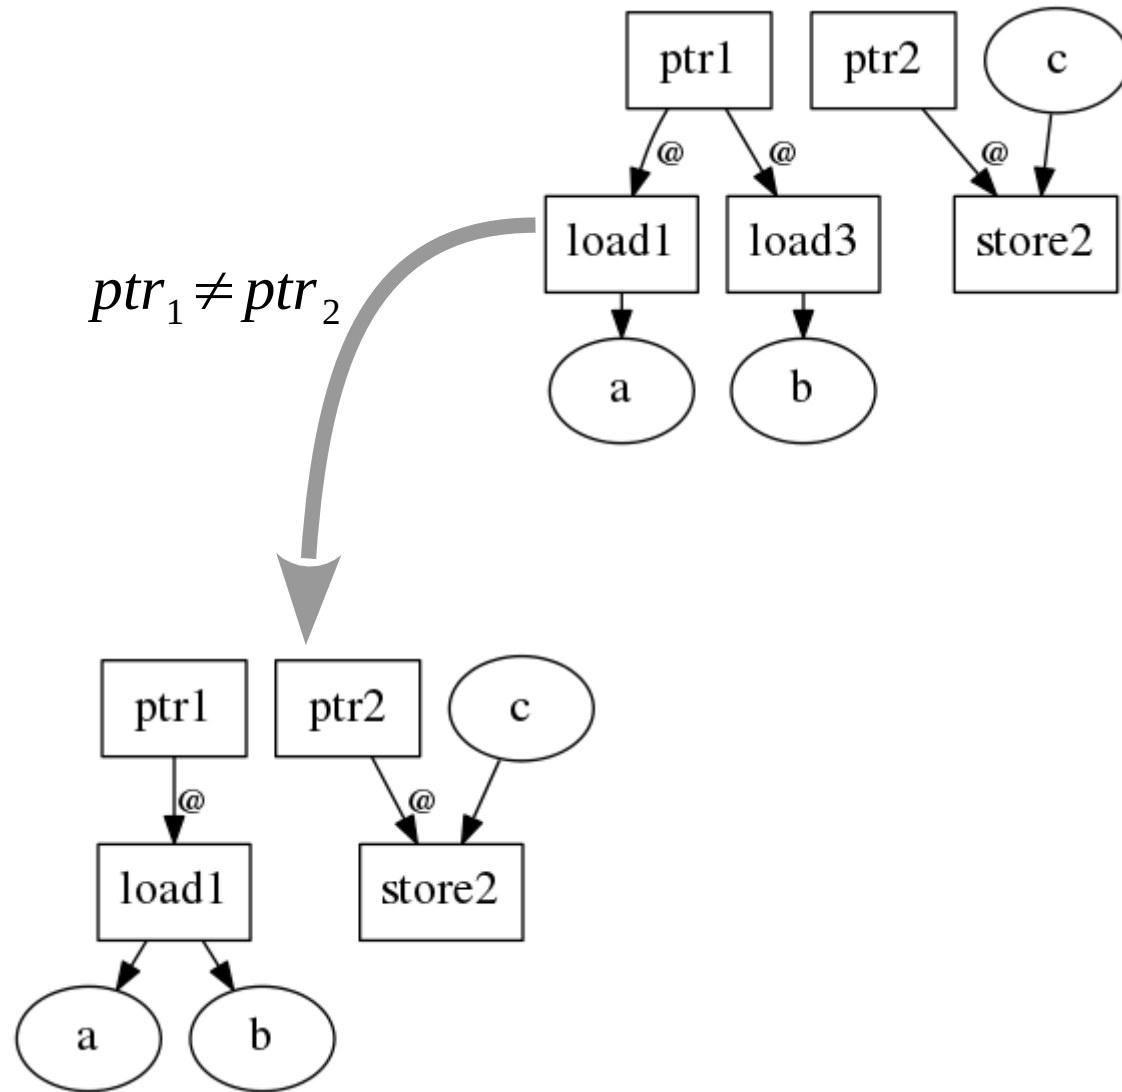 ptr1 ptr2 c
@ @ @
load1 load3 store2
ptr₁ ≠ ptr₂
a b
ptr1 ptr2 c
@ @
load1 store2
a b